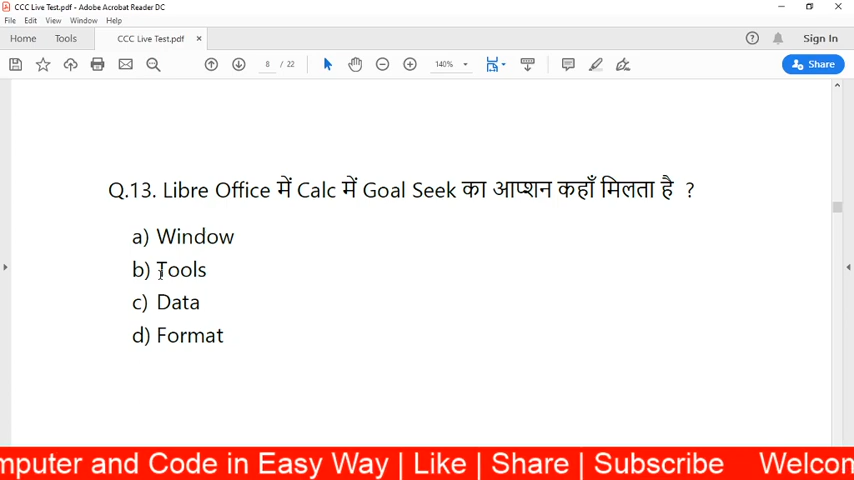 CCC Live Test.pdf - Adobe Acrobat Reader DC
File Edit View Window Help
Home Tools CCC Live Test.pdf × Sign In
8 / 22 140% Share
Q.13. Libre Office में Calc में Goal Seek का आप्शन कहाँ मिलता है ?
a) Window
b) Tools
c) Data
d) Format
mputer and Code in Easy Way | Like | Share | Subscribe Welcon